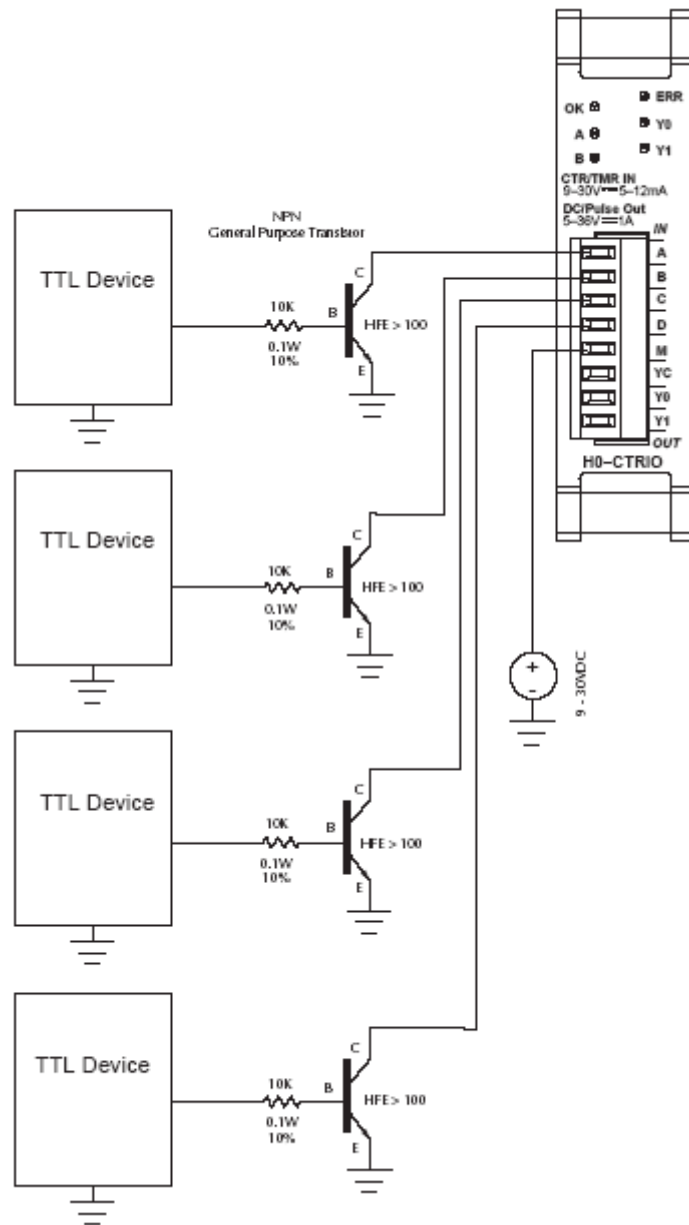 OK
ERR
A
Y0
B
Y1
CTR/TMR IN
9–30V 5–12mA
DC/Pulse Out
5–36V 1A
IN
A
B
C
D
M
YC
Y0
Y1
OUT
H0–CTRIO
NPN
General Purpose Transistor
TTL Device
10K
0.1W
10%
B
C
HFE > 100
E
TTL Device
10K
0.1W
10%
B
C
HFE > 100
E
9 - 30VDC
+
-
TTL Device
10K
0.1W
10%
B
C
HFE > 100
E
TTL Device
10K
0.1W
10%
B
C
HFE > 100
E